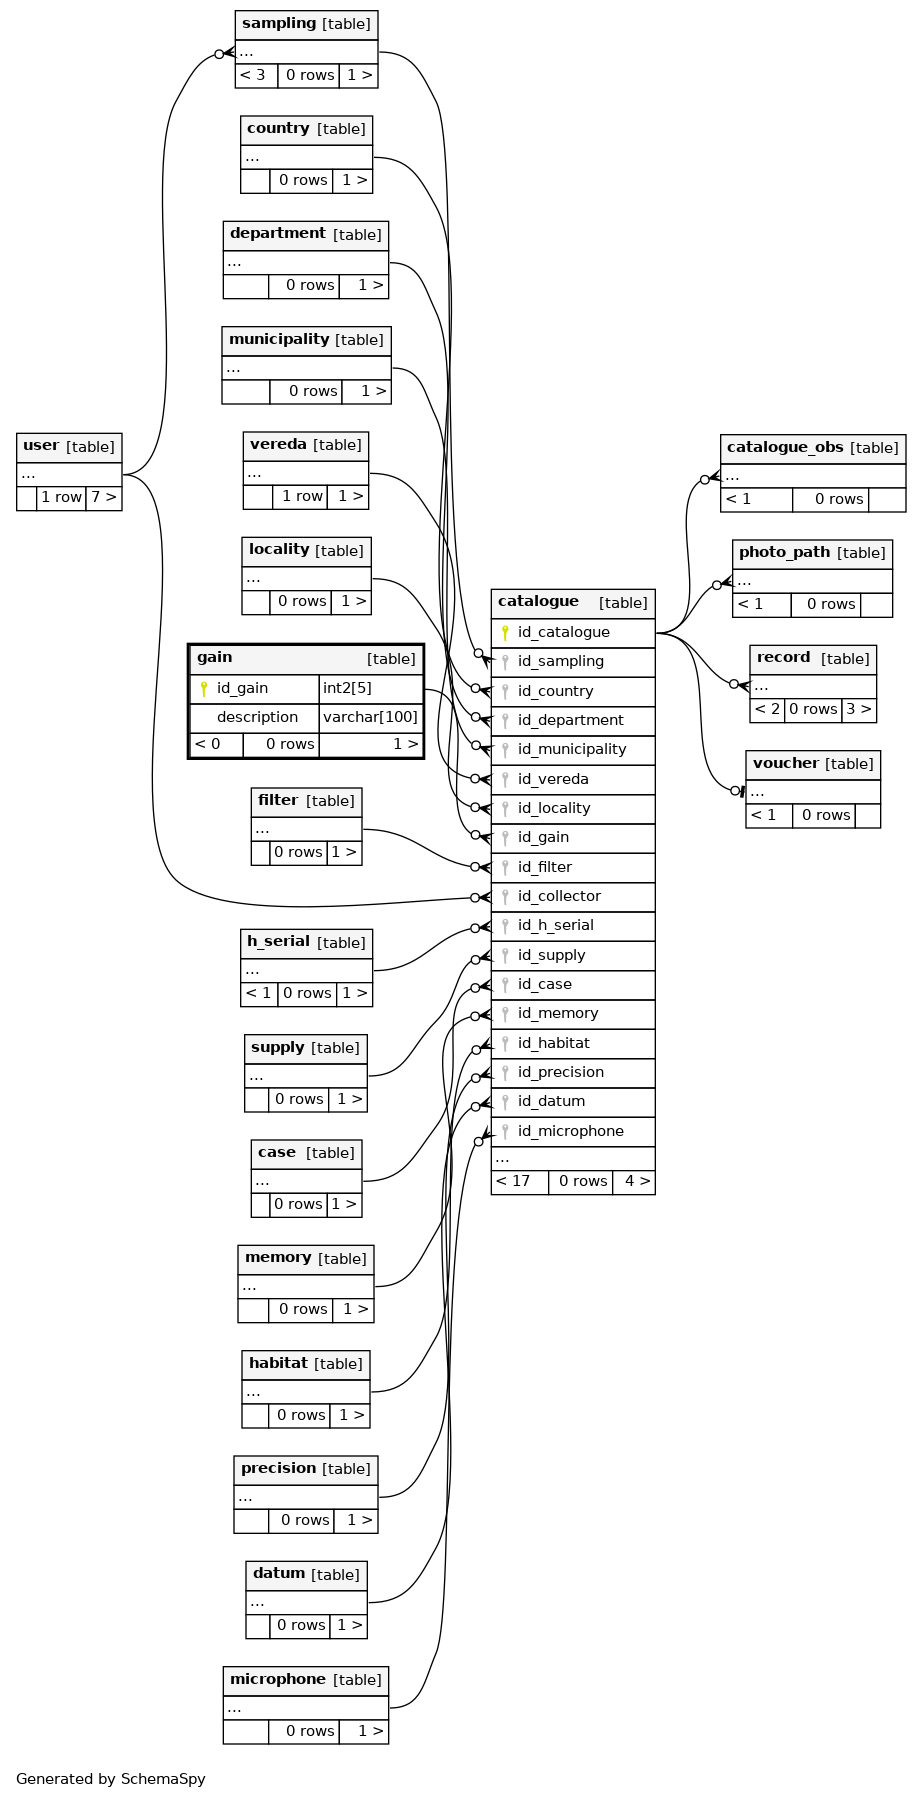 sampling [table]
...
< 3 0 rows 1 >
country [table]
...
0 rows 1 >
department [table]
...
0 rows 1 >
municipality [table]
...
0 rows 1 >
user [table]
...
1 row 7 >
vereda [table]
...
1 row 1 >
locality [table]
...
0 rows 1 >
gain [table]
id_gain int2[5]
description varchar[100]
< 0 0 rows 1 >
filter [table]
...
0 rows 1 >
h_serial [table]
...
< 1 0 rows 1 >
supply [table]
...
0 rows 1 >
case [table]
...
0 rows 1 >
memory [table]
...
0 rows 1 >
habitat [table]
...
0 rows 1 >
precision [table]
...
0 rows 1 >
datum [table]
...
0 rows 1 >
microphone [table]
...
0 rows 1 >
catalogue [table]
id_catalogue
id_sampling
id_country
id_department
id_municipality
id_vereda
id_locality
id_gain
id_filter
id_collector
id_h_serial
id_supply
id_case
id_memory
id_habitat
id_precision
id_datum
id_microphone
...
< 17 0 rows 4 >
catalogue_obs [table]
...
< 1 0 rows
photo_path [table]
...
< 1 0 rows
record [table]
...
< 2 0 rows 3 >
voucher [table]
...
< 1 0 rows
Generated by SchemaSpy